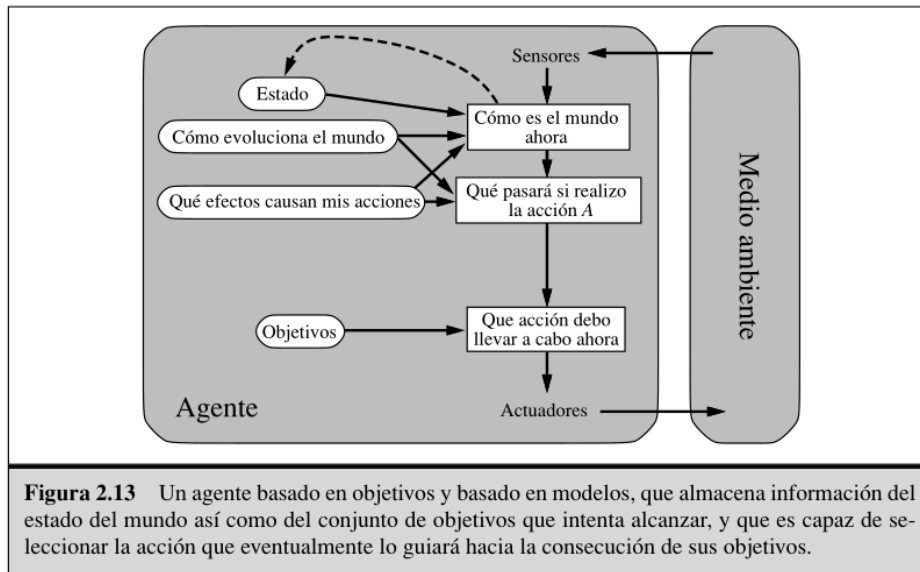 Sensores
Estado
Cómo es el mundo
ahora
Cómo evoluciona el mundo
Qué efectos causan mis acciones
Qué pasará si realizo
la acción A
Objetivos
Que acción debo
llevar a cabo ahora
Agente
Actuadores
Medio ambiente
Figura 2.13 Un agente basado en objetivos y basado en modelos, que almacena información del
estado del mundo así como del conjunto de objetivos que intenta alcanzar, y que es capaz de se-
leccionar la acción que eventualmente lo guiará hacia la consecución de sus objetivos.